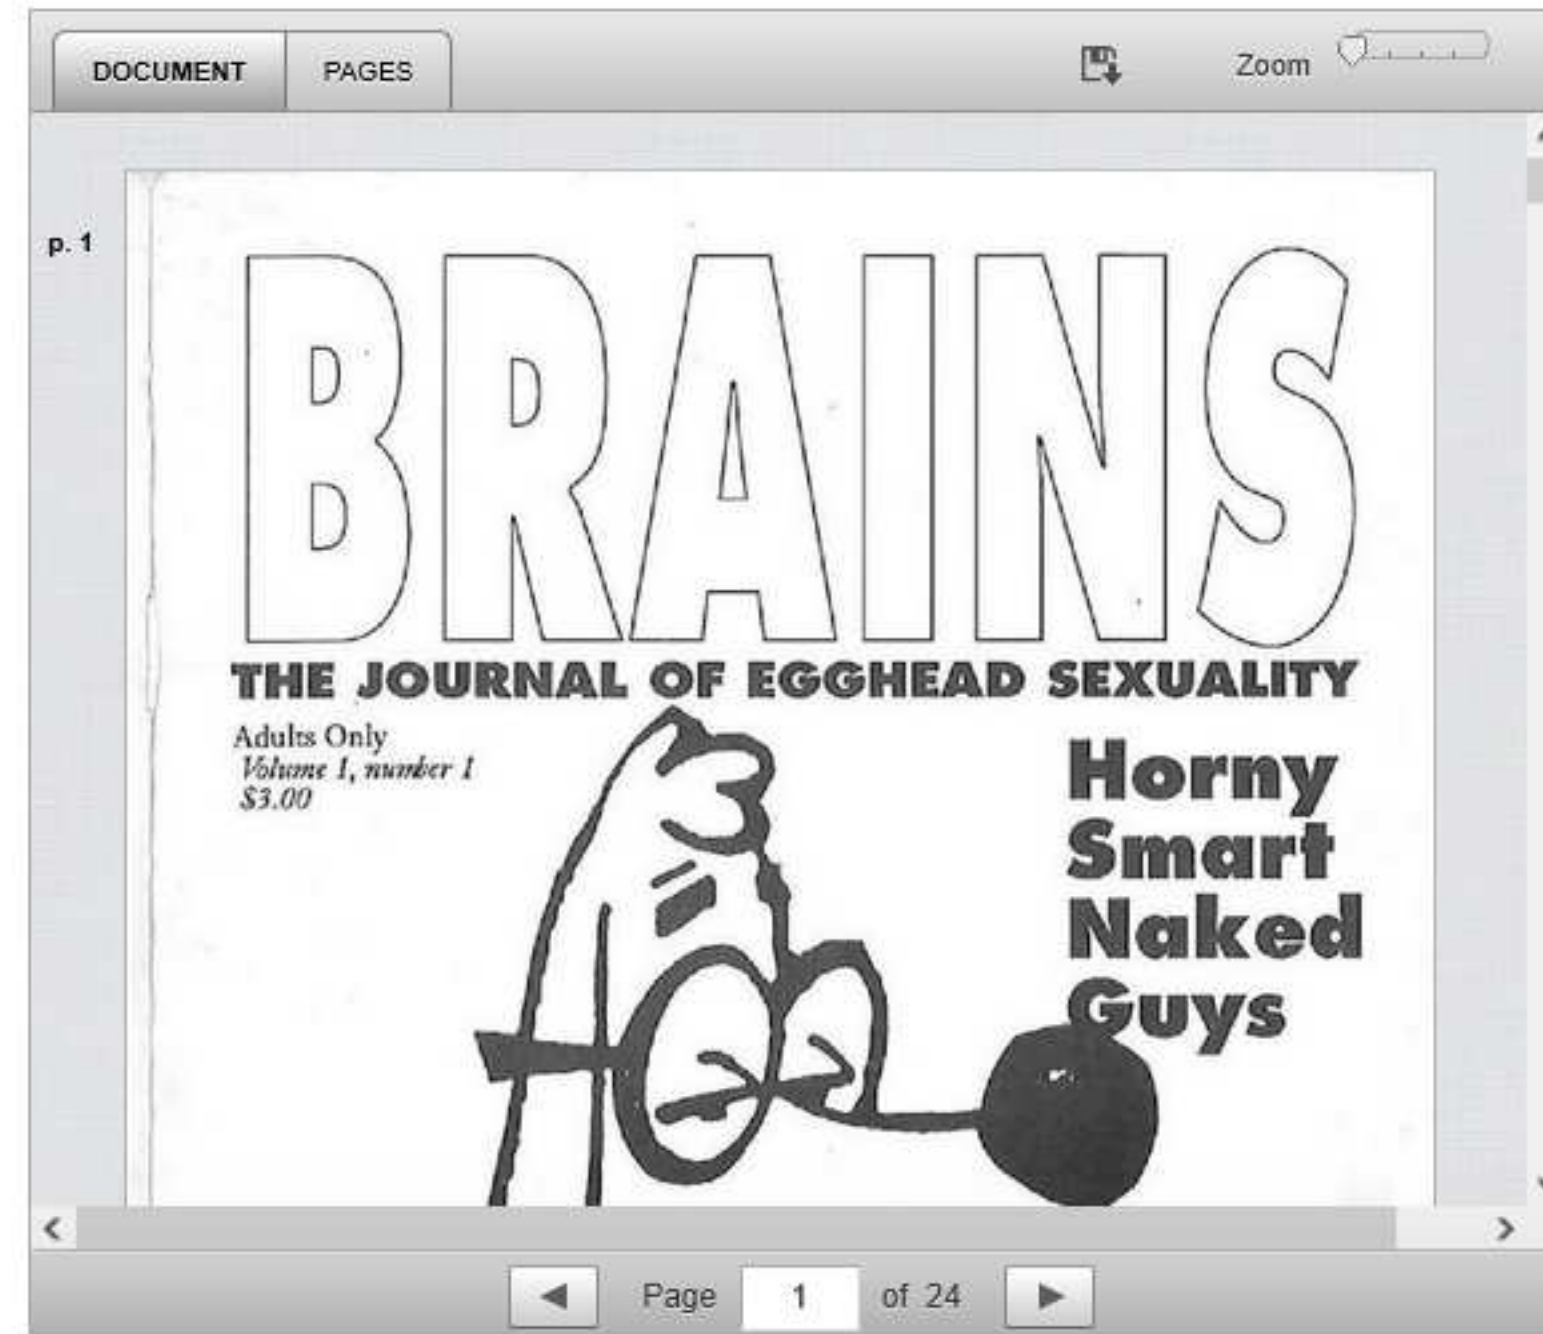 DOCUMENT PAGES Zoom
p. 1
BRAINS
THE JOURNAL OF EGGHEAD SEXUALITY
Adults Only
Volume 1, number 1
$3.00
Horny
Smart
Naked
Guys
Page 1 of 24